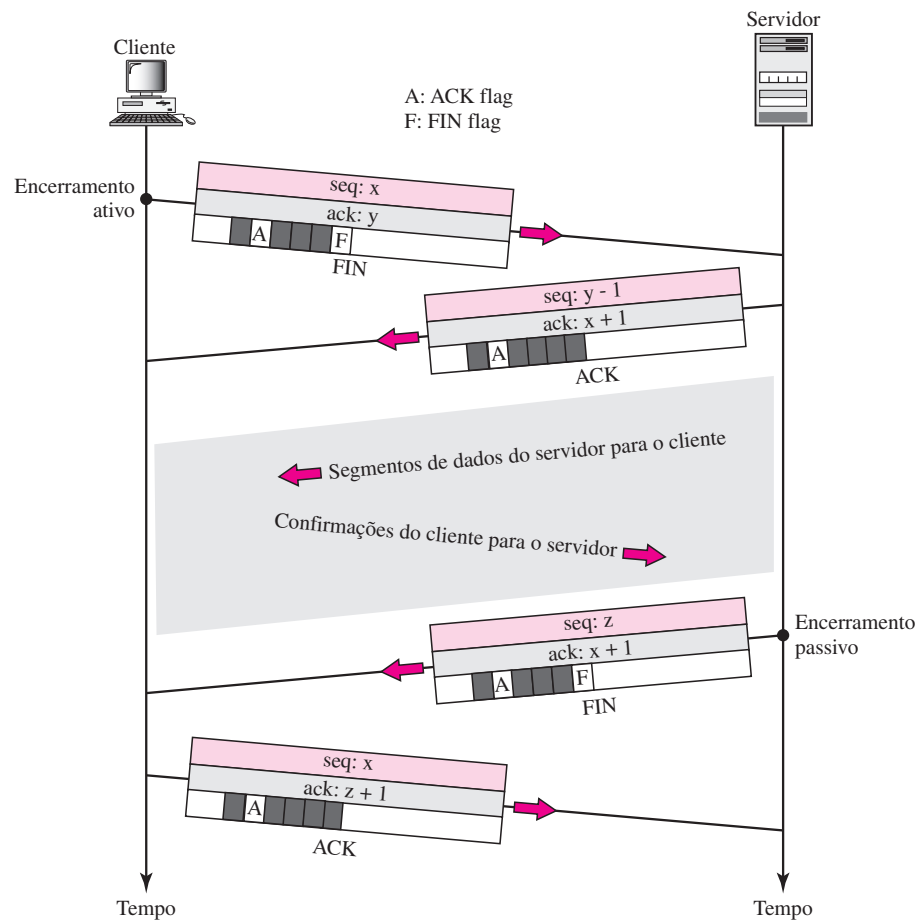 Servidor
Cliente
A: ACK flag
F: FIN flag
Encerramento
ativo
seq: x
ack: y
A
F
FIN
seq: y - 1
ack: x + 1
A
ACK
Segmentos de dados do servidor para o cliente
Confirmações do cliente para o servidor
Encerramento
passivo
seq: z
ack: x + 1
A
F
FIN
seq: x
ack: z + 1
A
ACK
Tempo
Tempo